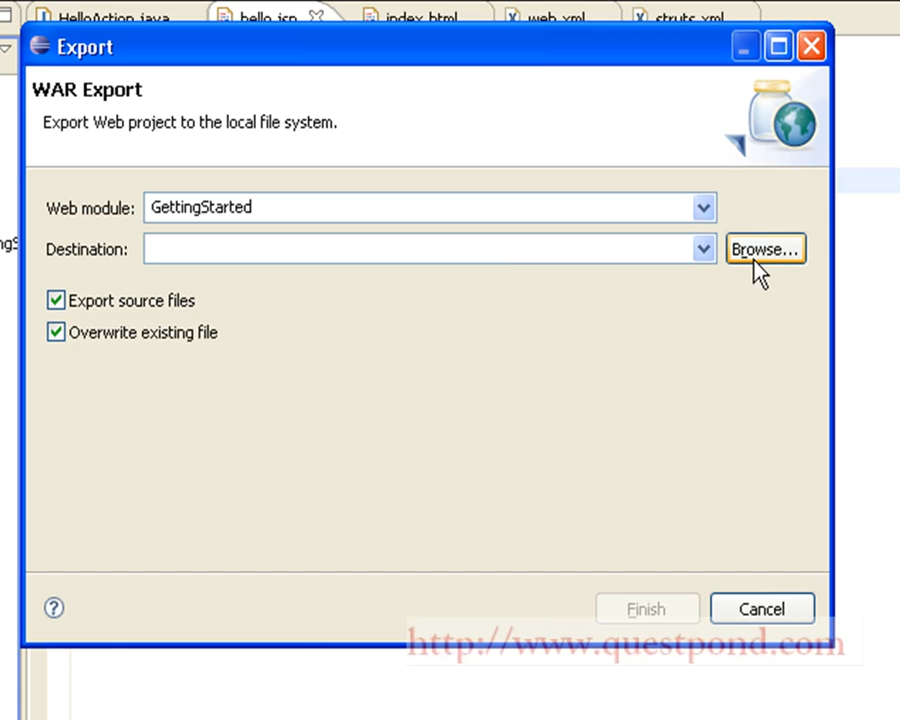 HelloAction.java hello.jsp index.html web.xml struts.xml
Export
WAR Export
Export Web project to the local file system.
Web module: GettingStarted
Destination: Browse...
Export source files
Overwrite existing file
? Finish Cancel
http://www.questpond.com